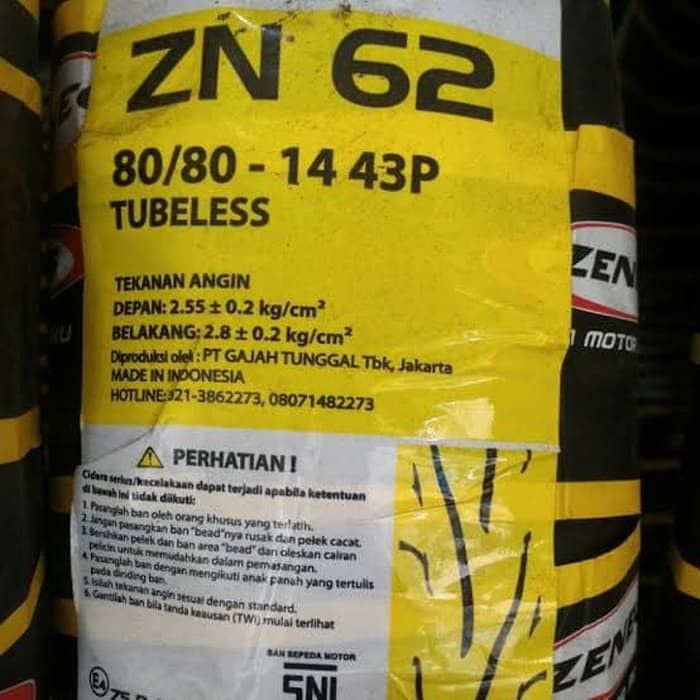 ZN 62
80/80 - 14 43P
TUBELESS
TEKANAN ANGIN
DEPAN: 2.55 ± 0.2 kg/cm²
BELAKANG: 2.8 ± 0.2 kg/cm²
Diproduksi oleh : PT GAJAH TUNGGAL Tbk, Jakarta
MADE IN INDONESIA
HOTLINE: 021-3862273, 08071482273
PERHATIAN !
Cidera serius/kecelakaan dapat terjadi apabila ketentuan
di bawah ini tidak diikuti:
1. Pasanglah ban oleh orang khusus yang terlatih.
2. Jangan pasangkan ban "bead"nya rusak dan pelek cacat.
3. Bersihkan pelek dan ban area "bead" dan oleskan cairan
pelicin untuk memudahkan dalam pemasangan.
4. Pasanglah ban dengan mengikuti anak panah yang tertulis
pada dinding ban.
5. Isilah tekanan angin sesuai dengan standard.
6. Gantilah ban bila tanda keausan (TWI) mulai terlihat
BAN SEPEDA MOTOR
SNI
E4 75 R
ZEN
MOTOR
ZENE